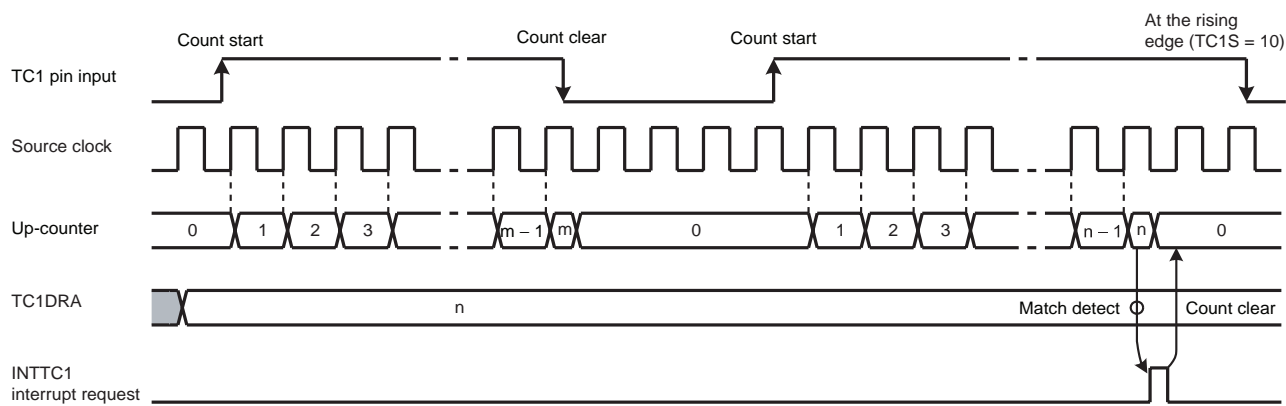 At the rising
edge (TC1S = 10)
Count start
Count clear
Count start
TC1 pin input
Source clock
Up-counter
0 1 2 3 m – 1 m 0 1 2 3 n – 1 n 0
TC1DRA
n
Match detect
Count clear
INTTC1
interrupt request